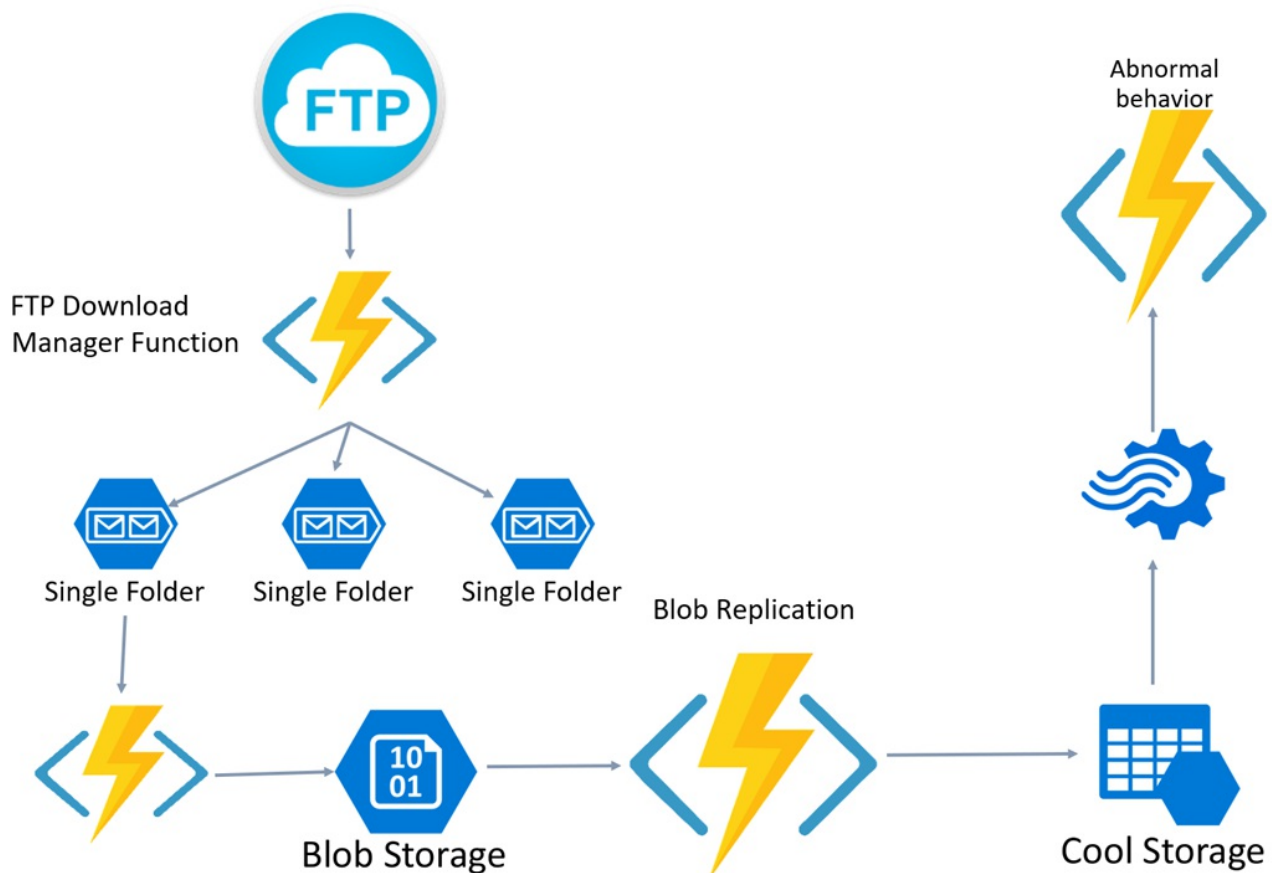 FTP
Abnormal
behavior
FTP Download
Manager Function
Single Folder
Single Folder
Single Folder
Blob Replication
10
01
Blob Storage
Cool Storage